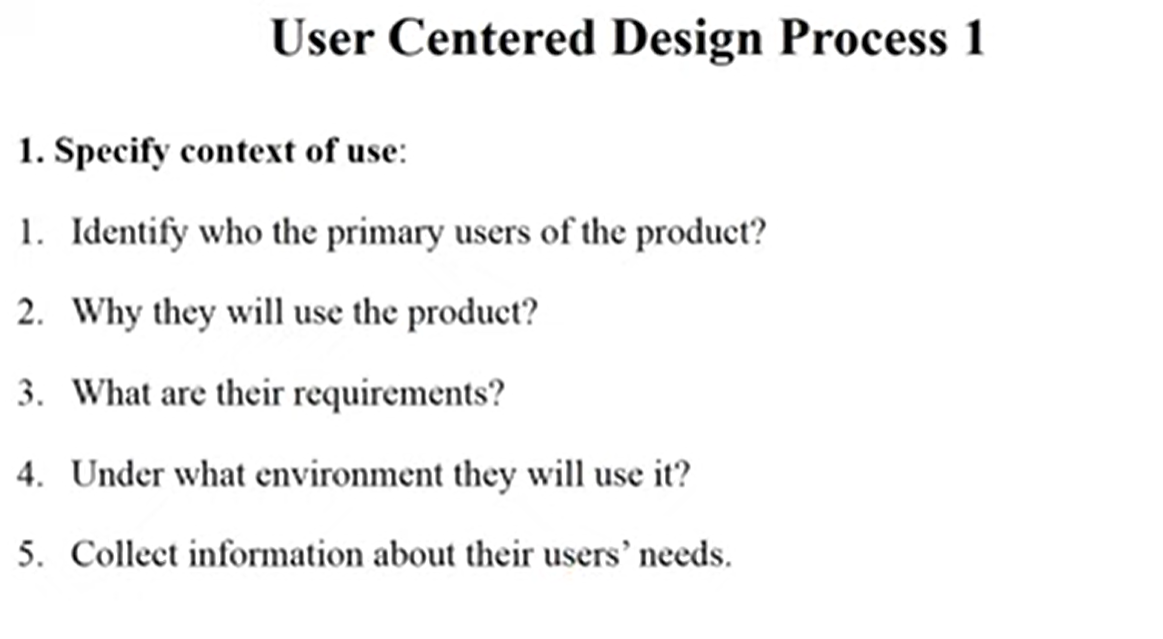 User Centered Design Process 1
1. Specify context of use:
1. Identify who the primary users of the product?
2. Why they will use the product?
3. What are their requirements?
4. Under what environment they will use it?
5. Collect information about their users’ needs.